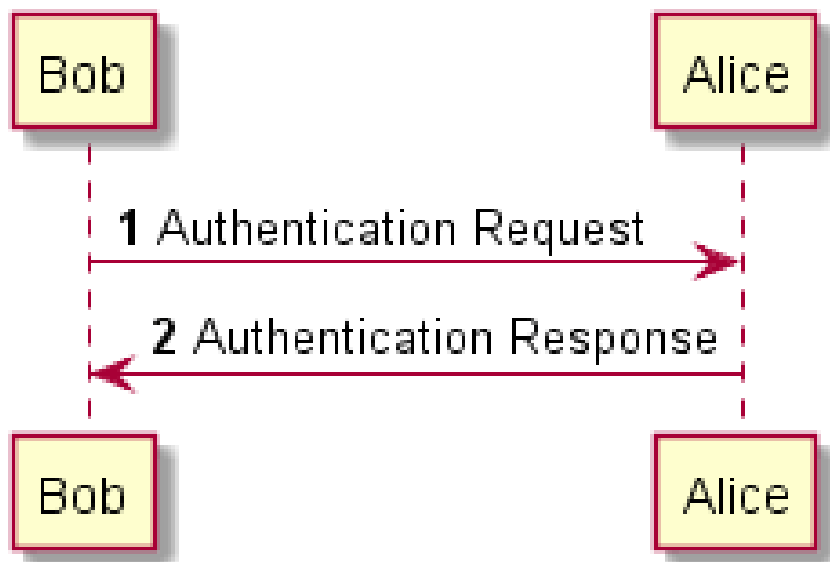 Bob
Alice
1 Authentication Request
2 Authentication Response
Bob
Alice